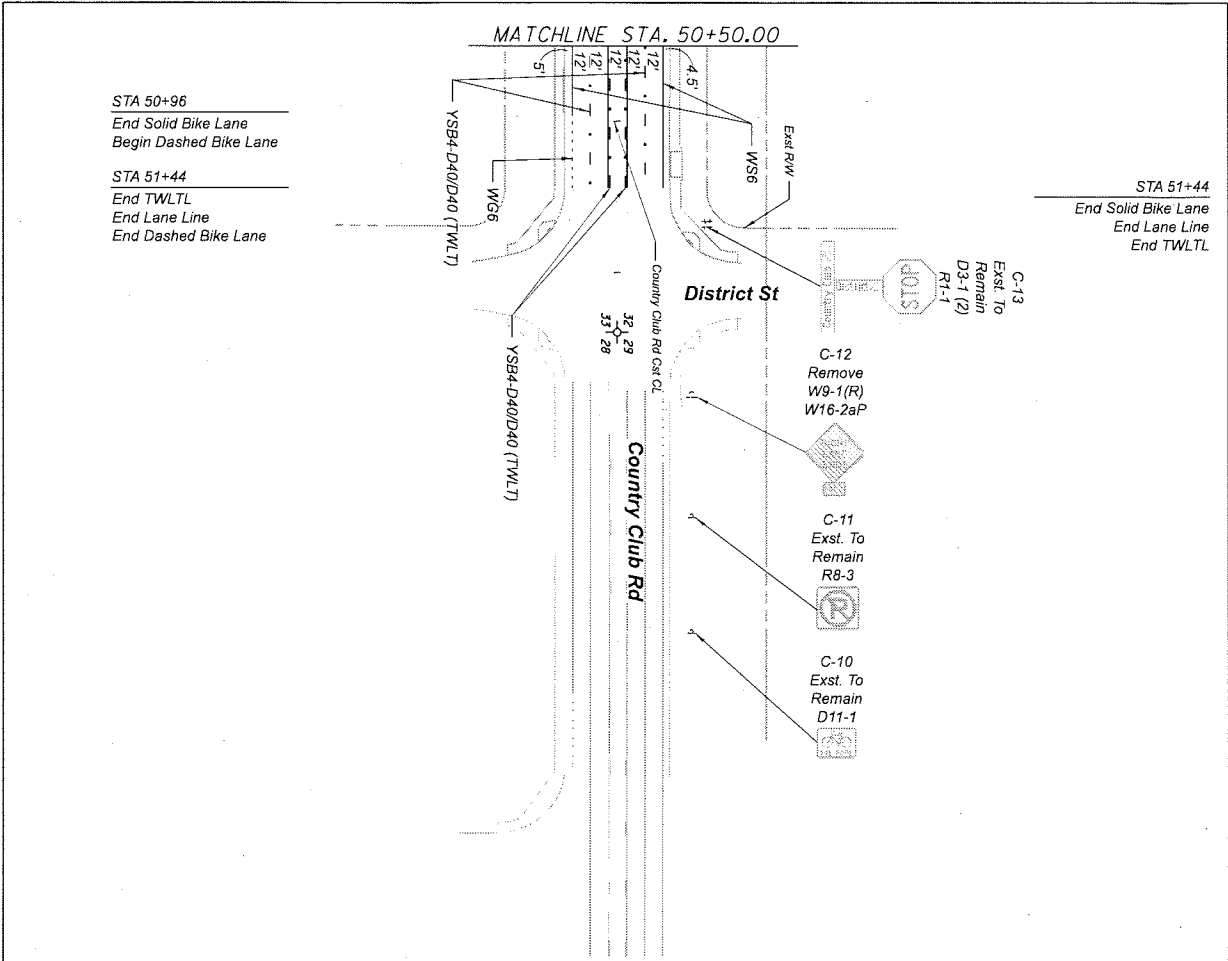 MATCHLINE STA. 50+50.00
STA 50+96
End Solid Bike Lane
Begin Dashed Bike Lane
STA 51+44
End TWLTL
End Lane Line
End Dashed Bike Lane
5'
12'
12'
12'
12'
12'
4.5'
YSB4-D40/D40 (TWLT)
WG6
WS6
Exst R/W
STA 51+44
End Solid Bike Lane
End Lane Line
End TWLTL
C-13
Exst. To
Remain
D3-1 (2)
R1-1
STOP
District St
Country Club Rd Cst CL
32 29
33 28
YSB4-D40/D40 (TWLT)
C-12
Remove
W9-1(R)
W16-2aP
Country Club Rd
C-11
Exst. To
Remain
R8-3
P
C-10
Exst. To
Remain
D11-1